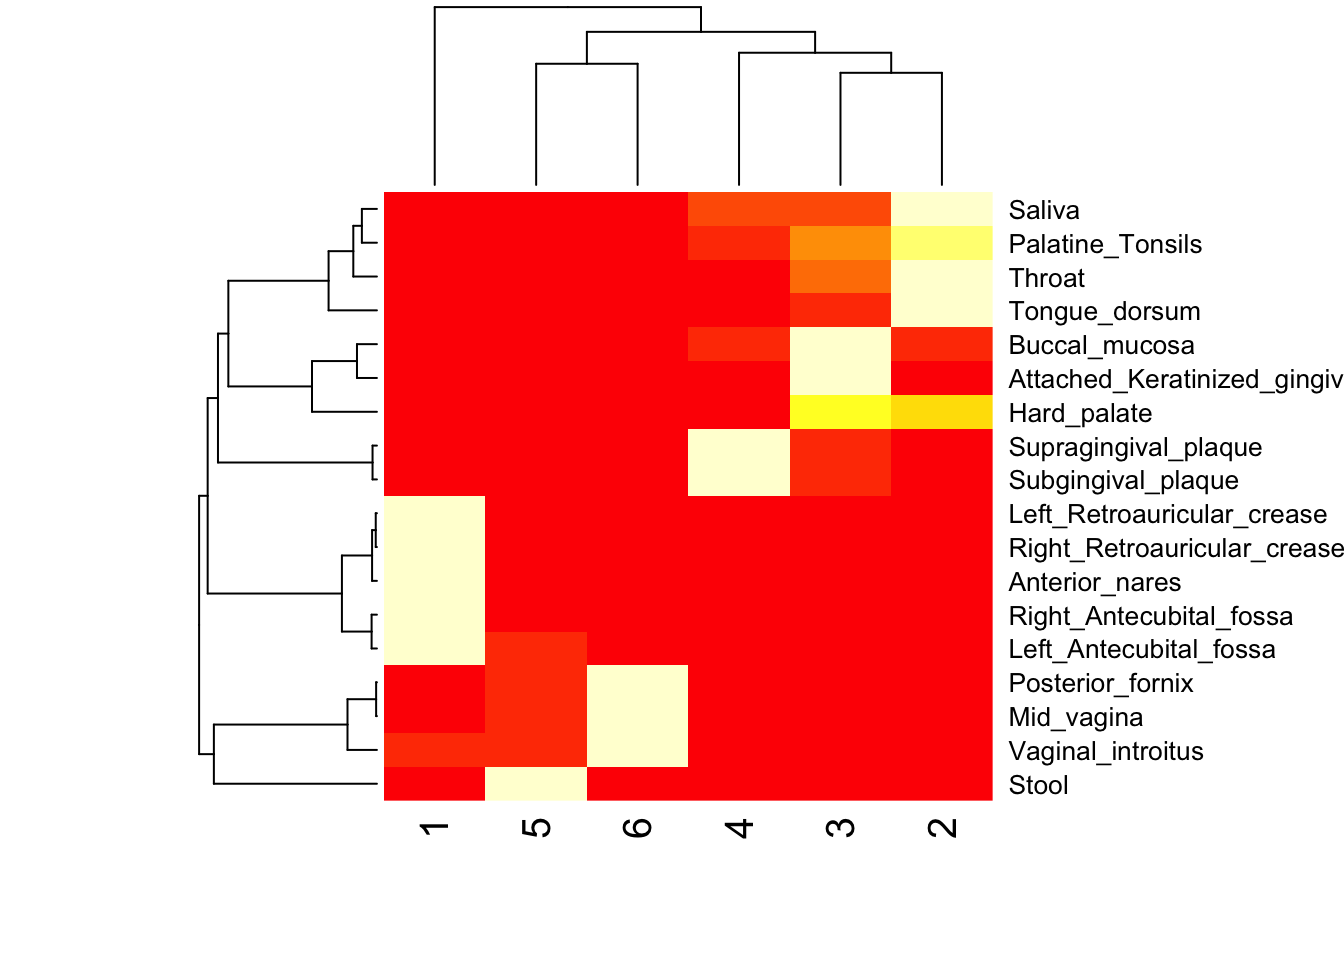 Saliva
Palatine_Tonsils
Throat
Tongue_dorsum
Buccal_mucosa
Attached_Keratinized_gingiv
Hard_palate
Supragingival_plaque
Subgingival_plaque
Left_Retroauricular_crease
Right_Retroauricular_crease
Anterior_nares
Right_Antecubital_fossa
Left_Antecubital_fossa
Posterior_fornix
Mid_vagina
Vaginal_introitus
Stool
1 5 6 4 3 2